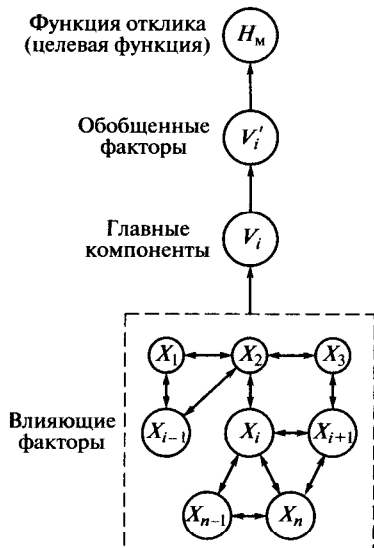 Функция отклика
(целевая функция)
Hм
Обобщенные
факторы
Vi′
Главные
компоненты
Vi
X1 X2 X3
Влияющие
факторы
Xi−1 Xi Xi+1
Xn−1 Xn